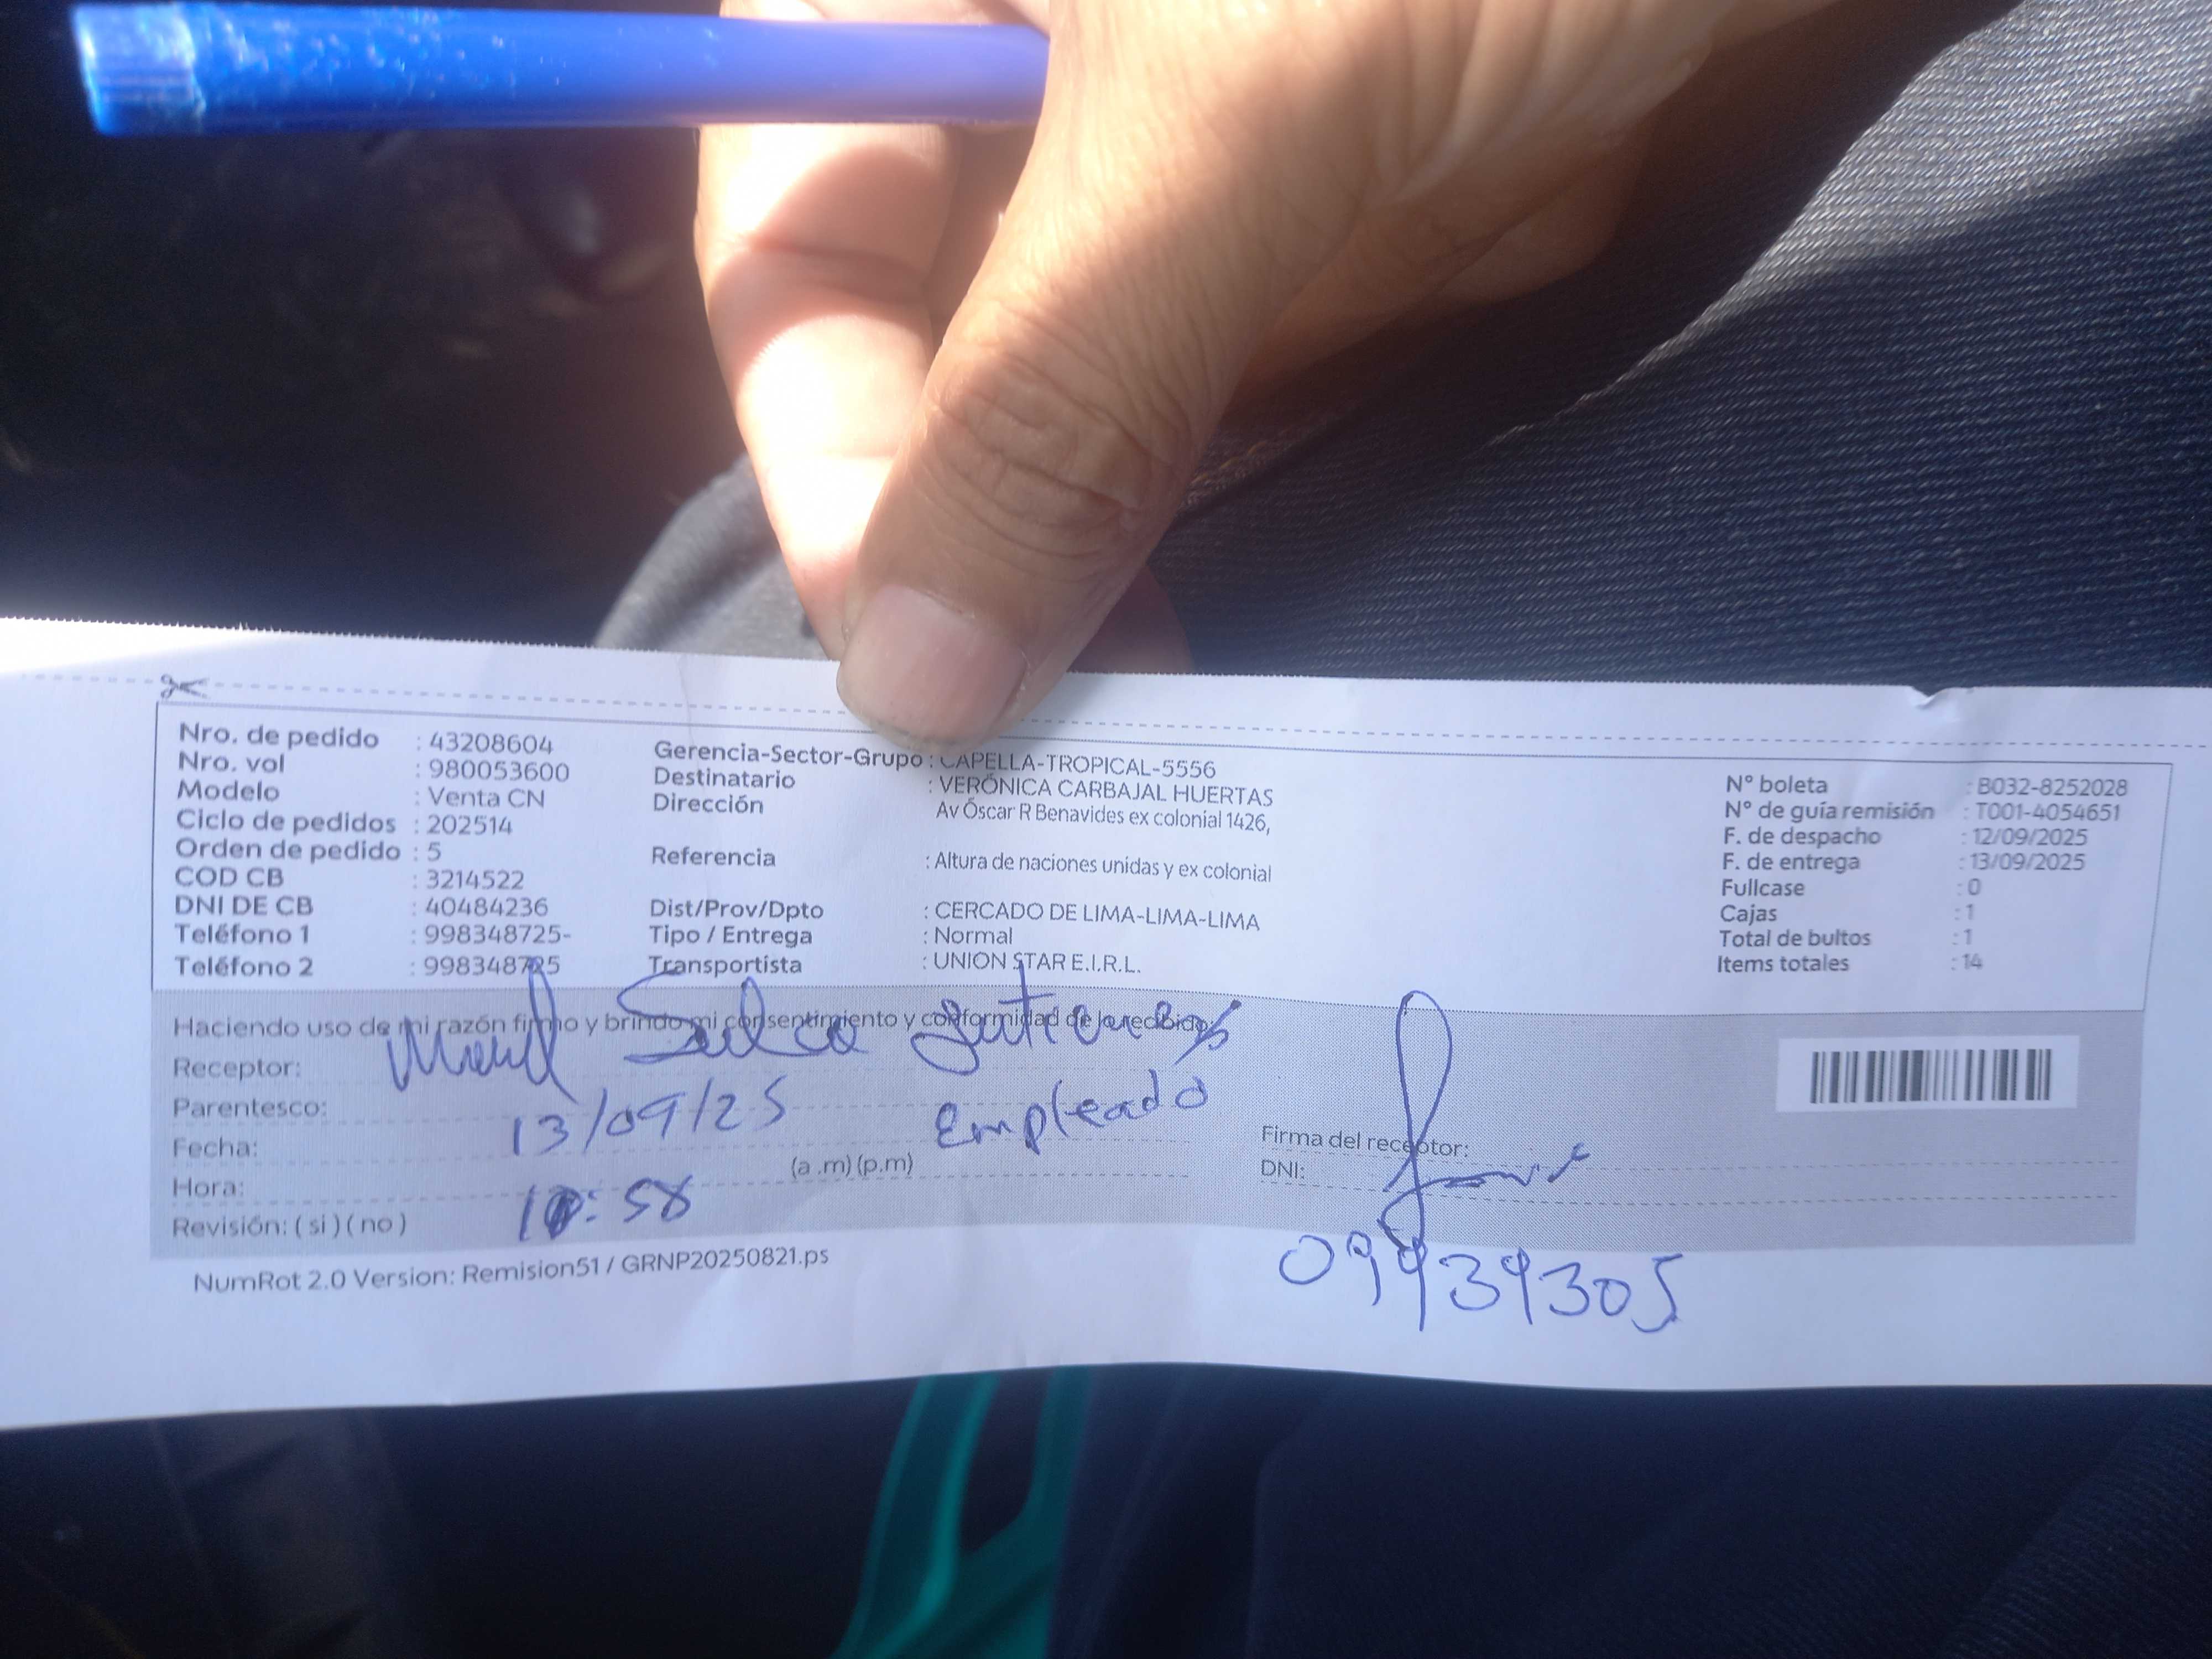 Nro. de pedido : 43208604
Nro. vol : 980053600
Modelo : Venta CN
Ciclo de pedidos : 202514
Orden de pedido : 5
COD CB : 3214522
DNI DE CB : 40484236
Teléfono 1 : 998348725-
Teléfono 2 : 998348725
Gerencia-Sector-Grupo : CAPELLA-TROPICAL-5556
Destinatario : VERÓNICA CARBAJAL HUERTAS
Dirección Av Óscar R Benavides ex colonial 1426,
Referencia : Altura de naciones unidas y ex colonial
Dist/Prov/Dpto : CERCADO DE LIMA-LIMA-LIMA
Tipo / Entrega : Normal
Transportista : UNION STAR E.I.R.L.
N° boleta : B032-8252028
N° de guía remisión : T001-4054651
F. de despacho : 12/09/2025
F. de entrega : 13/09/2025
Fullcase : 0
Cajas : 1
Total de bultos : 1
Items totales : 14
Haciendo uso de mi razón firmo y brindo mi consentimiento y conformidad de lo recibido
Receptor:
Parentesco: Empleado
Fecha: 13/09/25
Hora: 10:58 (a .m) (p.m)
Revisión: ( si ) ( no )
Firma del receptor:
DNI: 09939305
NumRot 2.0 Version: Remision51 / GRNP20250821.ps